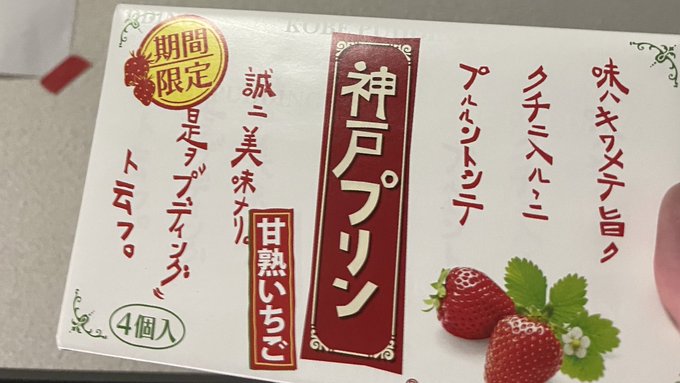 味ハキワメテ旨ク
クチニ入ルヽニ
プルルントシテ
神戸プリン
甘熟いちご
誠ニ美味ナリ。
是ヲプディング〟
ト云フ。
期間
限定
4個入